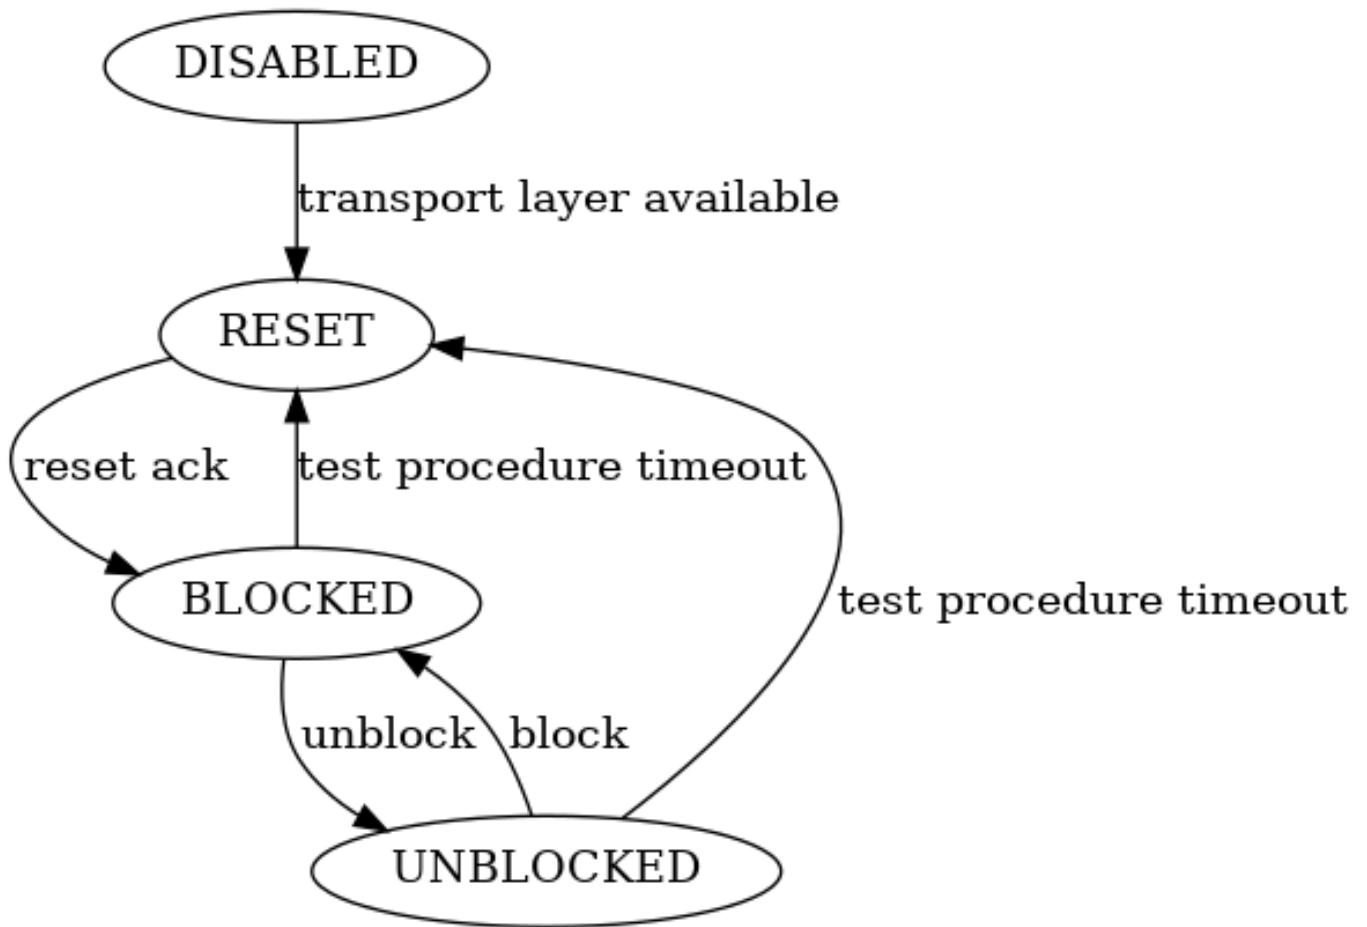 DISABLED
transport layer available
RESET
reset ack
test procedure timeout
BLOCKED
test procedure timeout
unblock
block
UNBLOCKED